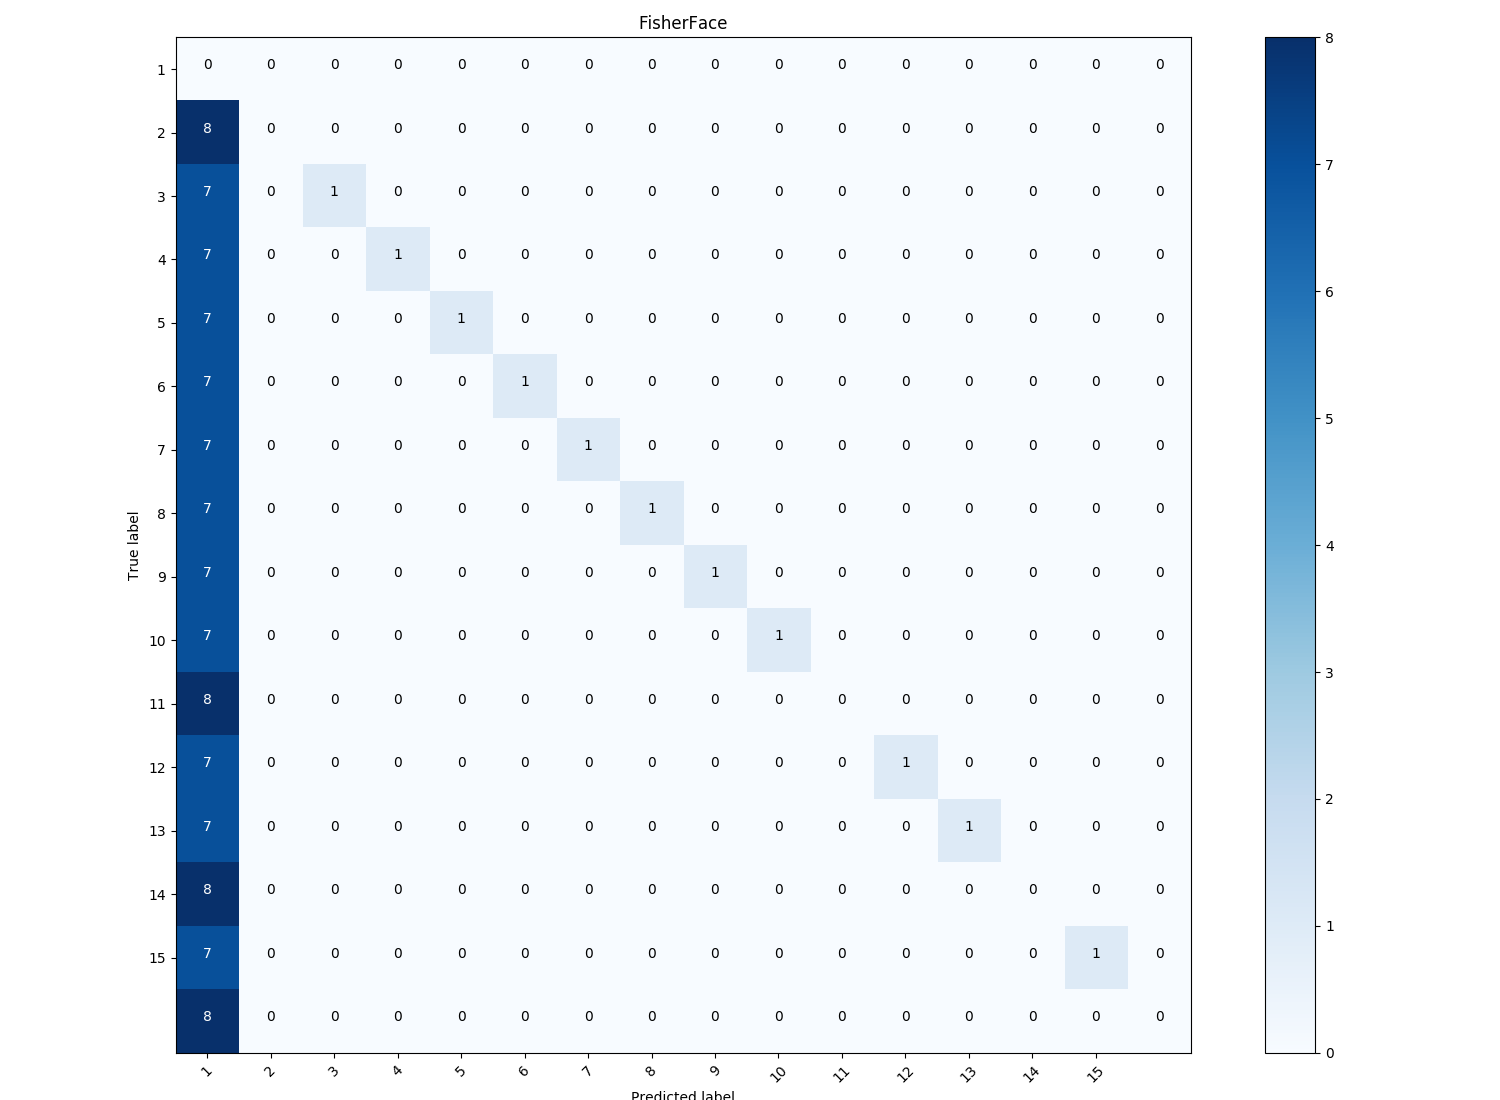 FisherFace
1 0 0 0 0 0 0 0 0 0 0 0 0 0 0 0 0
2 8 0 0 0 0 0 0 0 0 0 0 0 0 0 0 0
3 7 0 1 0 0 0 0 0 0 0 0 0 0 0 0 0
4 7 0 0 1 0 0 0 0 0 0 0 0 0 0 0 0
5 7 0 0 0 1 0 0 0 0 0 0 0 0 0 0 0
6 7 0 0 0 0 1 0 0 0 0 0 0 0 0 0 0
7 7 0 0 0 0 0 1 0 0 0 0 0 0 0 0 0
8 7 0 0 0 0 0 0 1 0 0 0 0 0 0 0 0
9 7 0 0 0 0 0 0 0 1 0 0 0 0 0 0 0
10 7 0 0 0 0 0 0 0 0 1 0 0 0 0 0 0
11 8 0 0 0 0 0 0 0 0 0 0 0 0 0 0 0
12 7 0 0 0 0 0 0 0 0 0 0 1 0 0 0 0
13 7 0 0 0 0 0 0 0 0 0 0 0 1 0 0 0
14 8 0 0 0 0 0 0 0 0 0 0 0 0 0 0 0
15 7 0 0 0 0 0 0 0 0 0 0 0 0 0 1 0
8 0 0 0 0 0 0 0 0 0 0 0 0 0 0 0
True label
1 2 3 4 5 6 7 8 9 10 11 12 13 14 15
Predicted label
8
7
6
5
4
3
2
1
0